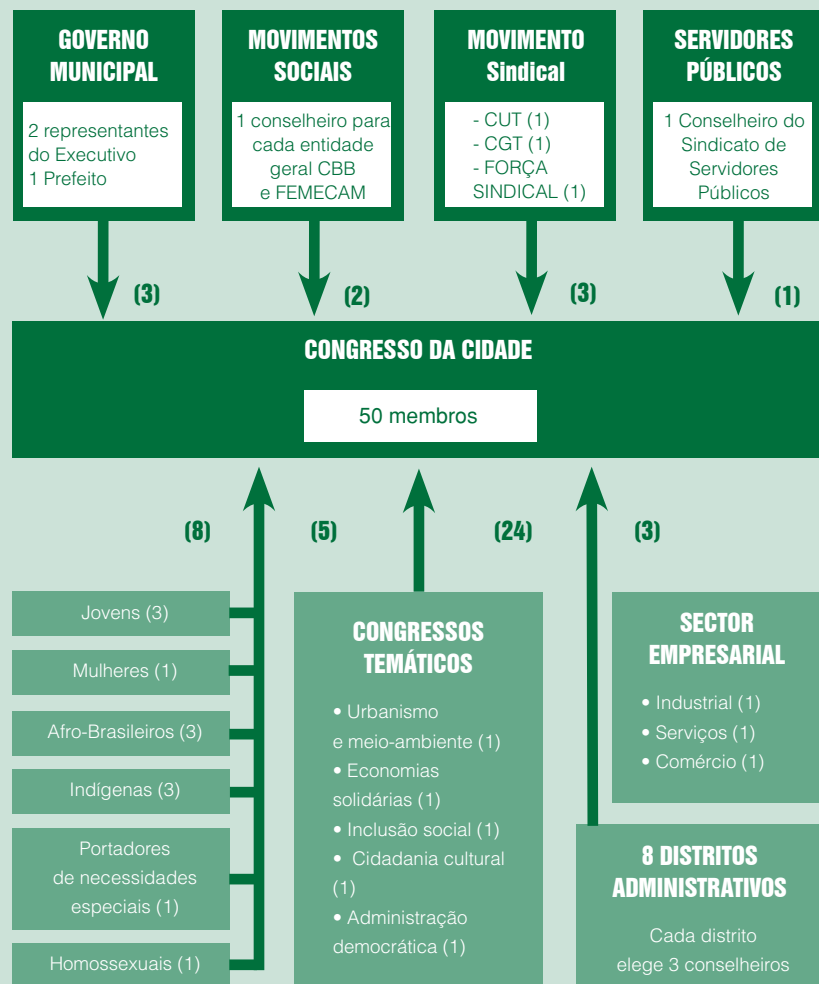 GOVERNO
MUNICIPAL
2 representantes
do Executivo
1 Prefeito
MOVIMENTOS
SOCIAIS
1 conselheiro para
cada entidade
geral CBB
e FEMECAM
MOVIMENTO
Sindical
- CUT (1)
- CGT (1)
- FORÇA
SINDICAL (1)
SERVIDORES
PÚBLICOS
1 Conselheiro do
Sindicato de
Servidores
Públicos
(3)
(2)
(3)
(1)
CONGRESSO DA CIDADE
50 membros
(8)
(5)
(24)
(3)
Jovens (3)
Mulheres (1)
Afro-Brasileiros (3)
Indígenas (3)
Portadores
de necessidades
especiais (1)
Homossexuais (1)
CONGRESSOS
TEMÁTICOS
• Urbanismo
e meio-ambiente (1)
• Economias
solidárias (1)
• Inclusão social (1)
• Cidadania cultural
(1)
• Administração
democrática (1)
SECTOR
EMPRESARIAL
• Industrial (1)
• Serviços (1)
• Comércio (1)
8 DISTRITOS
ADMINISTRATIVOS
Cada distrito
elege 3 conselheiros